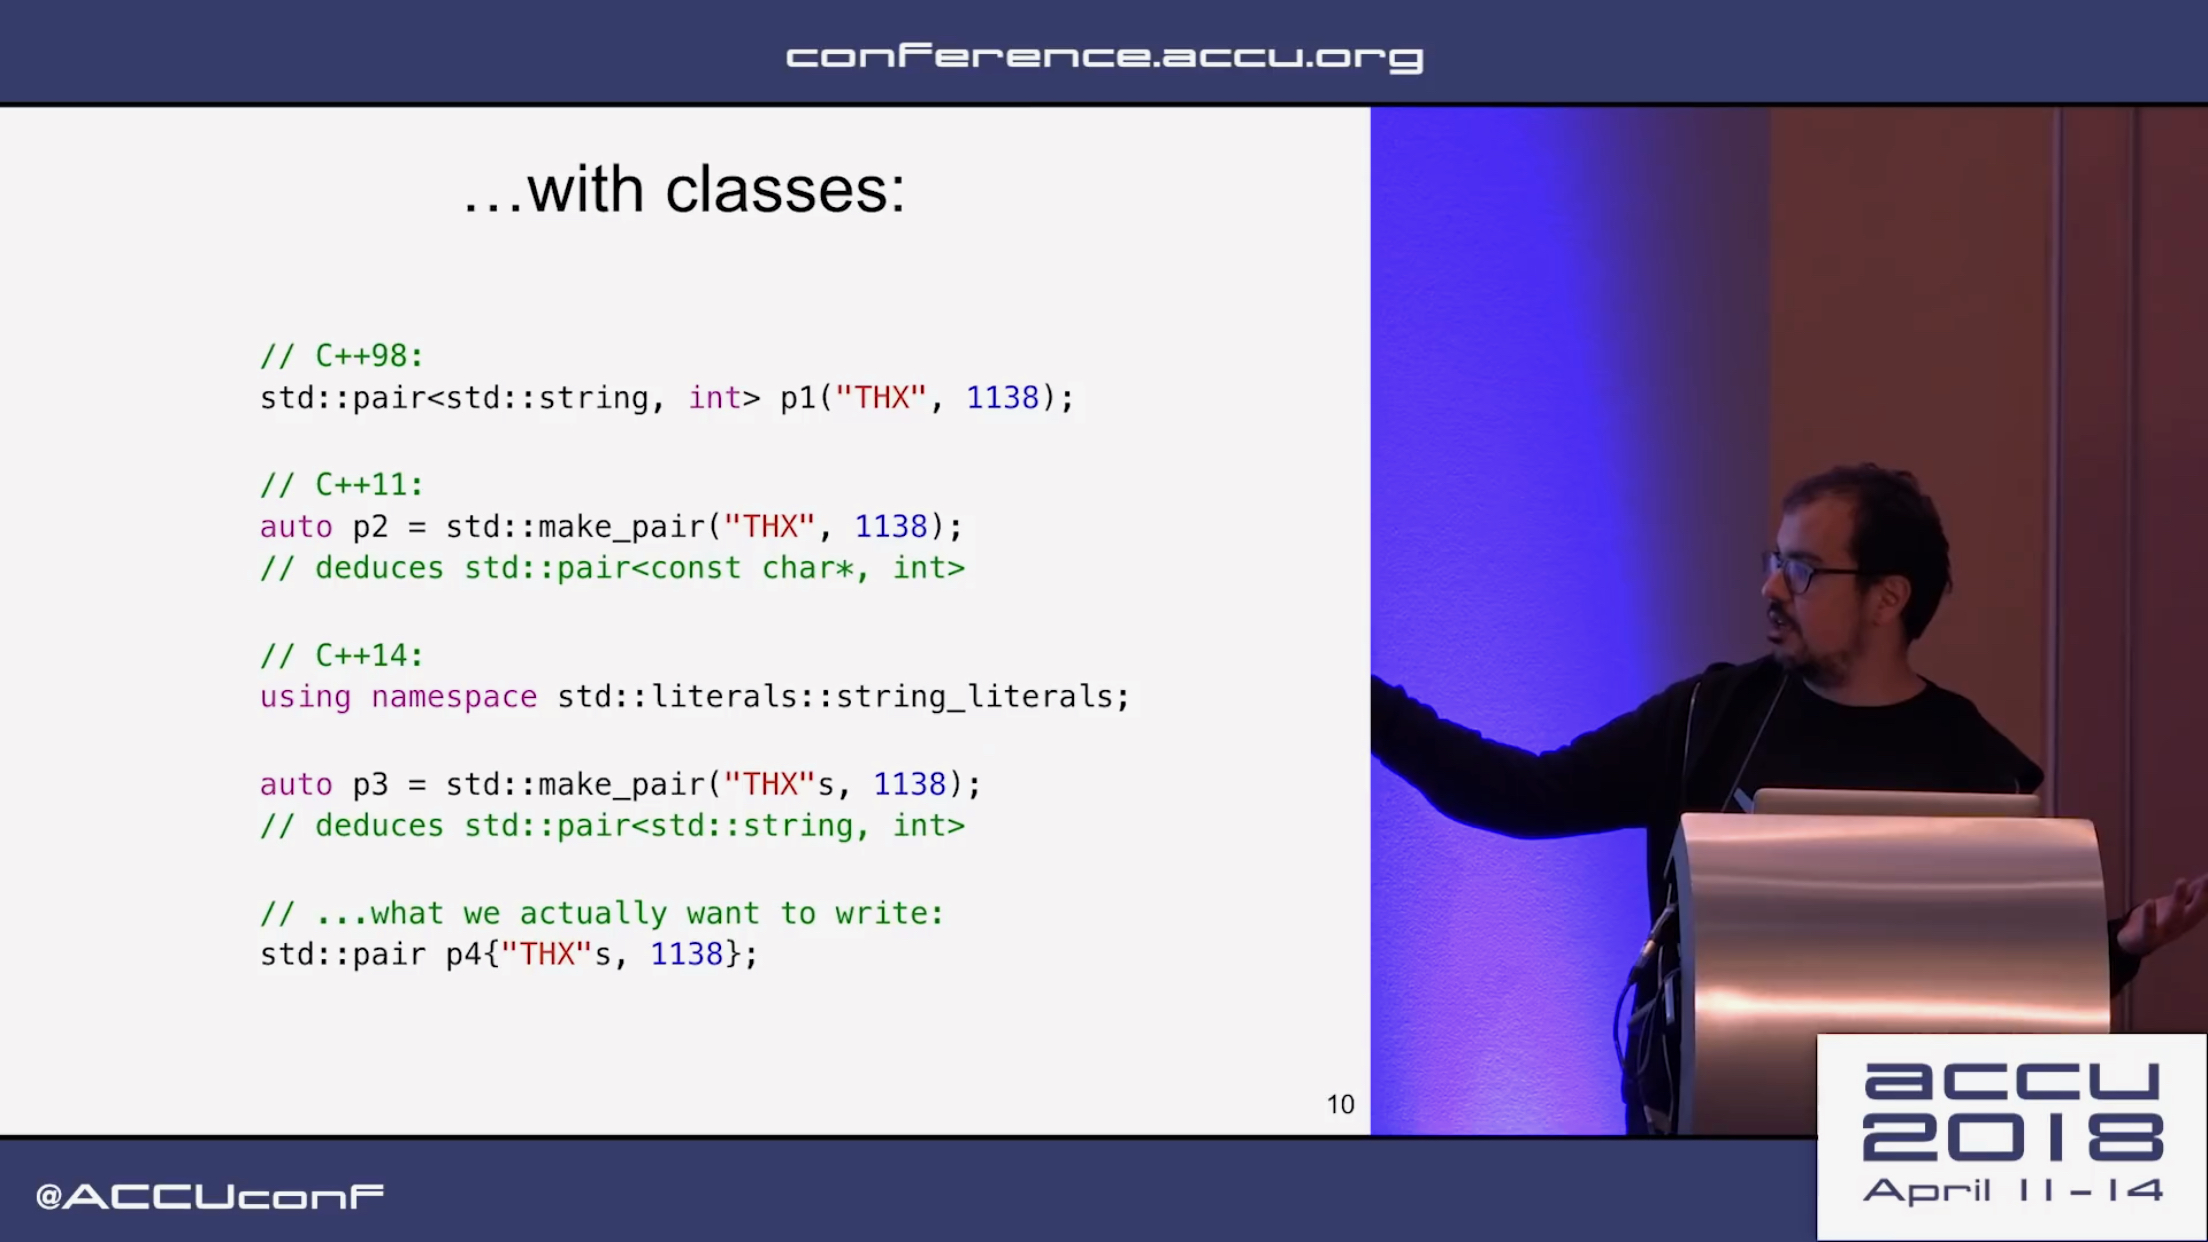 conference.accu.org
...with classes:
// C++98:
std::pair<std::string, int> p1("THX", 1138);
// C++11:
auto p2 = std::make_pair("THX", 1138);
// deduces std::pair<const char*, int>
// C++14:
using namespace std::literals::string_literals;
auto p3 = std::make_pair("THX"s, 1138);
// deduces std::pair<std::string, int>
// ...what we actually want to write:
std::pair p4{"THX"s, 1138};
10
@ACCUconf
accu
2018
April 11-14